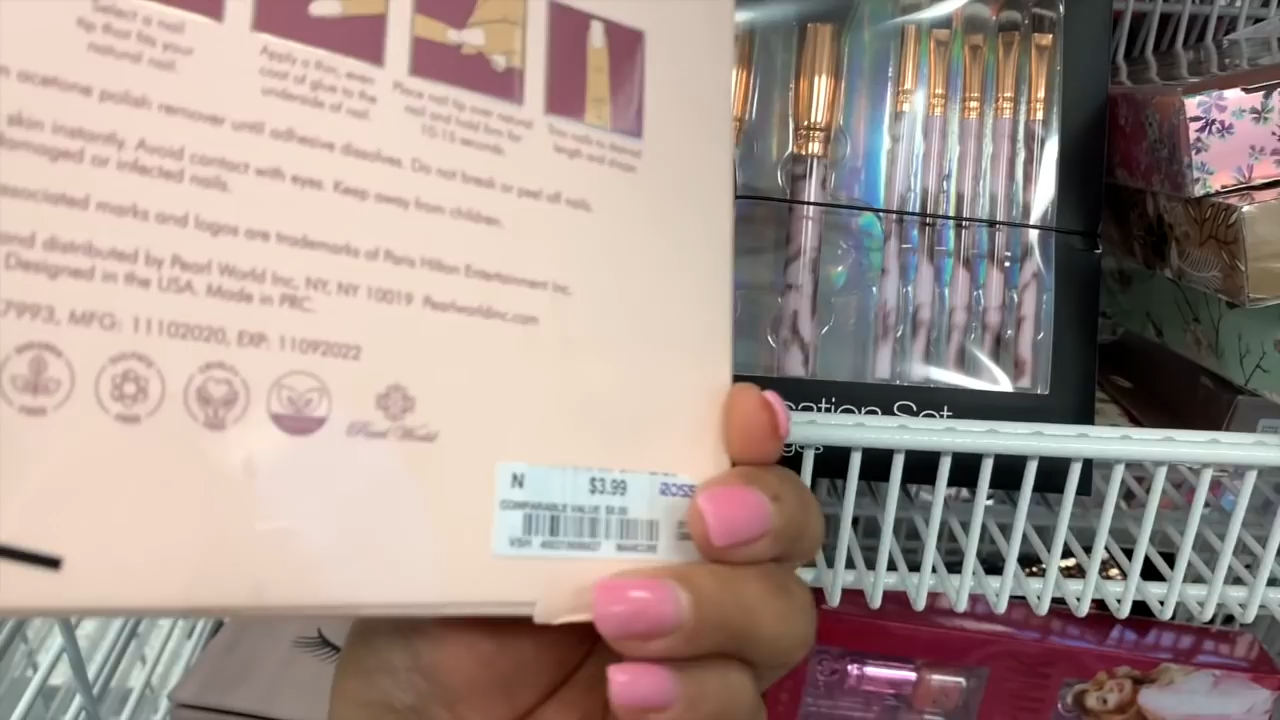 Select a nail
tip that fits your
natural nail.
Apply a thin, even
coat of glue to the
underside of nail.
Place nail tip over natural
nail and hold firm for
10-15 seconds.
Trim nails to desired
length and shape.
acetone polish remover until adhesive dissolves. Do not break or peel off nails.
skin instantly. Avoid contact with eyes. Keep away from children.
damaged or infected nails.
associated marks and logos are trademarks of Paris Hilton Entertainment Inc.
and distributed by Pearl World Inc, NY, NY 10019 Pearlworldinc.com
Designed in the USA. Made in PRC.
7993, MFG: 11102020, EXP: 11092022
Pearl World
N $3.99 ROSS
COMPARABLE VALUE
Set